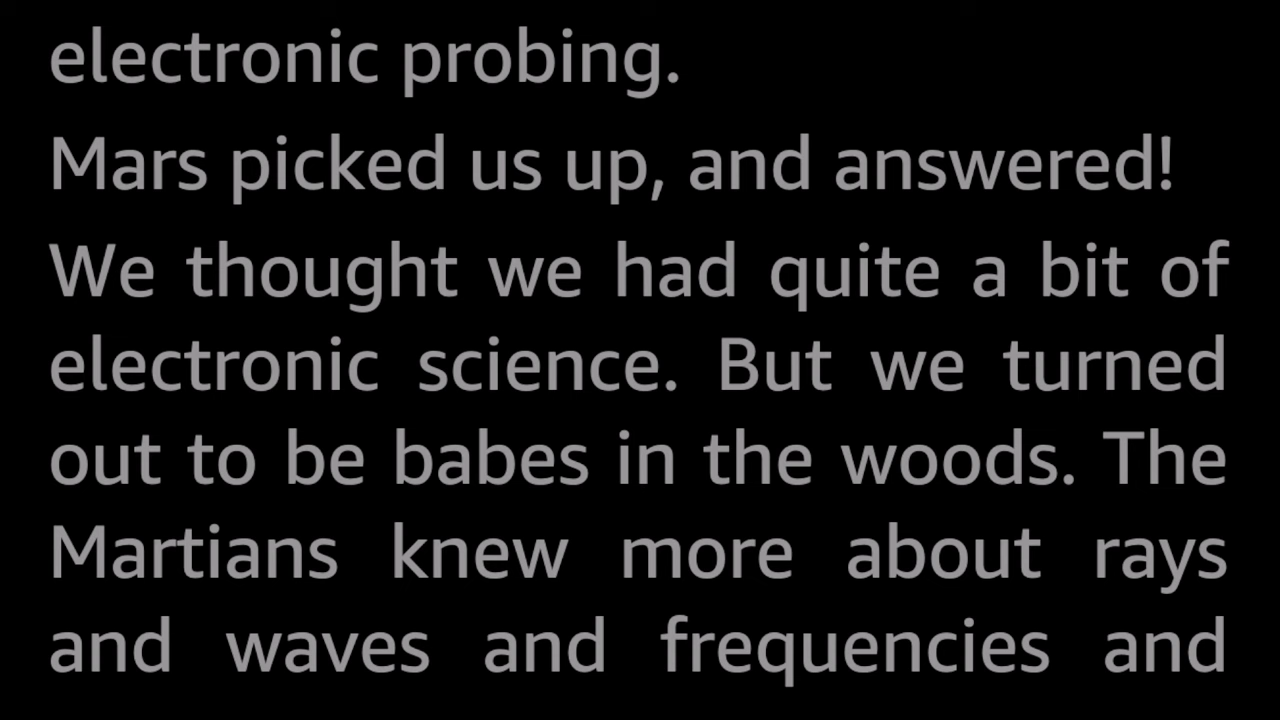 electronic probing.
Mars picked us up, and answered!
We thought we had quite a bit of
electronic science. But we turned
out to be babes in the woods. The
Martians knew more about rays
and waves and frequencies and